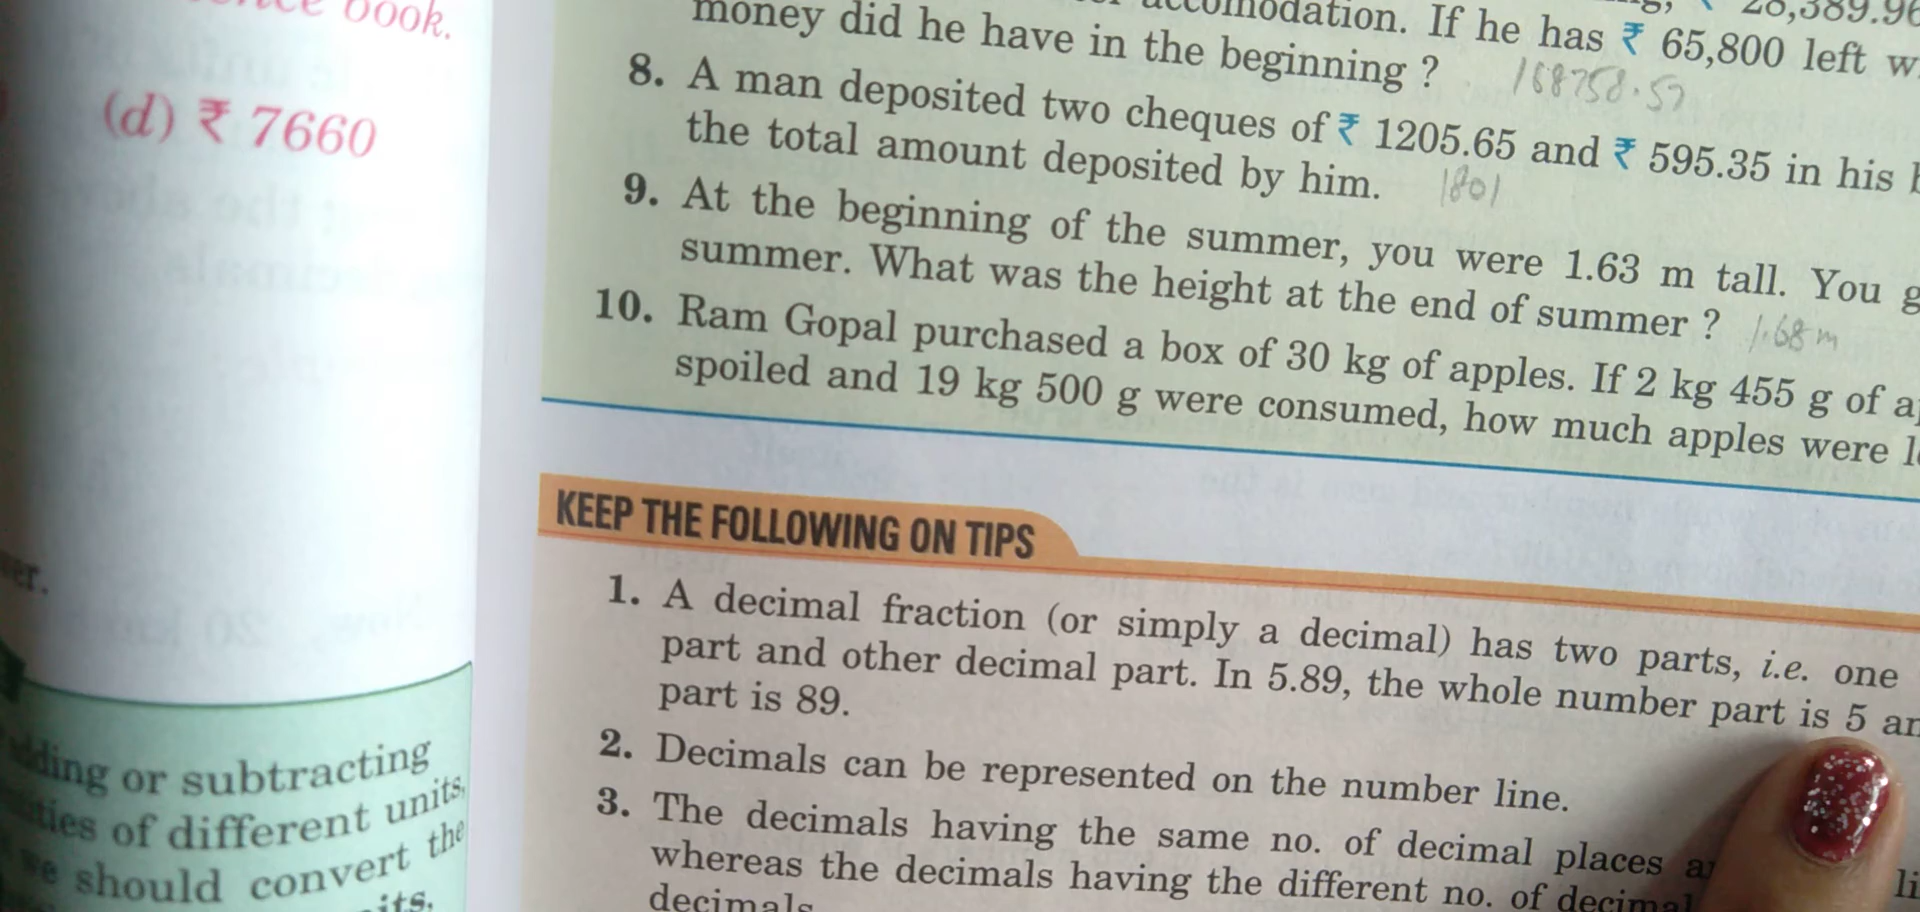 book.
(d) ₹ 7660
adding or subtracting
of different units,
we should convert the
accomodation. If he has ₹ 65,800 left
money did he have in the beginning ? 168758.57
8. A man deposited two cheques of ₹ 1205.65 and ₹ 595.35 in his
the total amount deposited by him. 1801
9. At the beginning of the summer, you were 1.63 m tall. You
summer. What was the height at the end of summer ? 1.68 m
10. Ram Gopal purchased a box of 30 kg of apples. If 2 kg 455 g of
spoiled and 19 kg 500 g were consumed, how much apples were
KEEP THE FOLLOWING ON TIPS
1. A decimal fraction (or simply a decimal) has two parts, i.e. one
part and other decimal part. In 5.89, the whole number part is 5
part is 89.
2. Decimals can be represented on the number line.
3. The decimals having the same no. of decimal places
whereas the decimals having the different no. of decimal
decimals